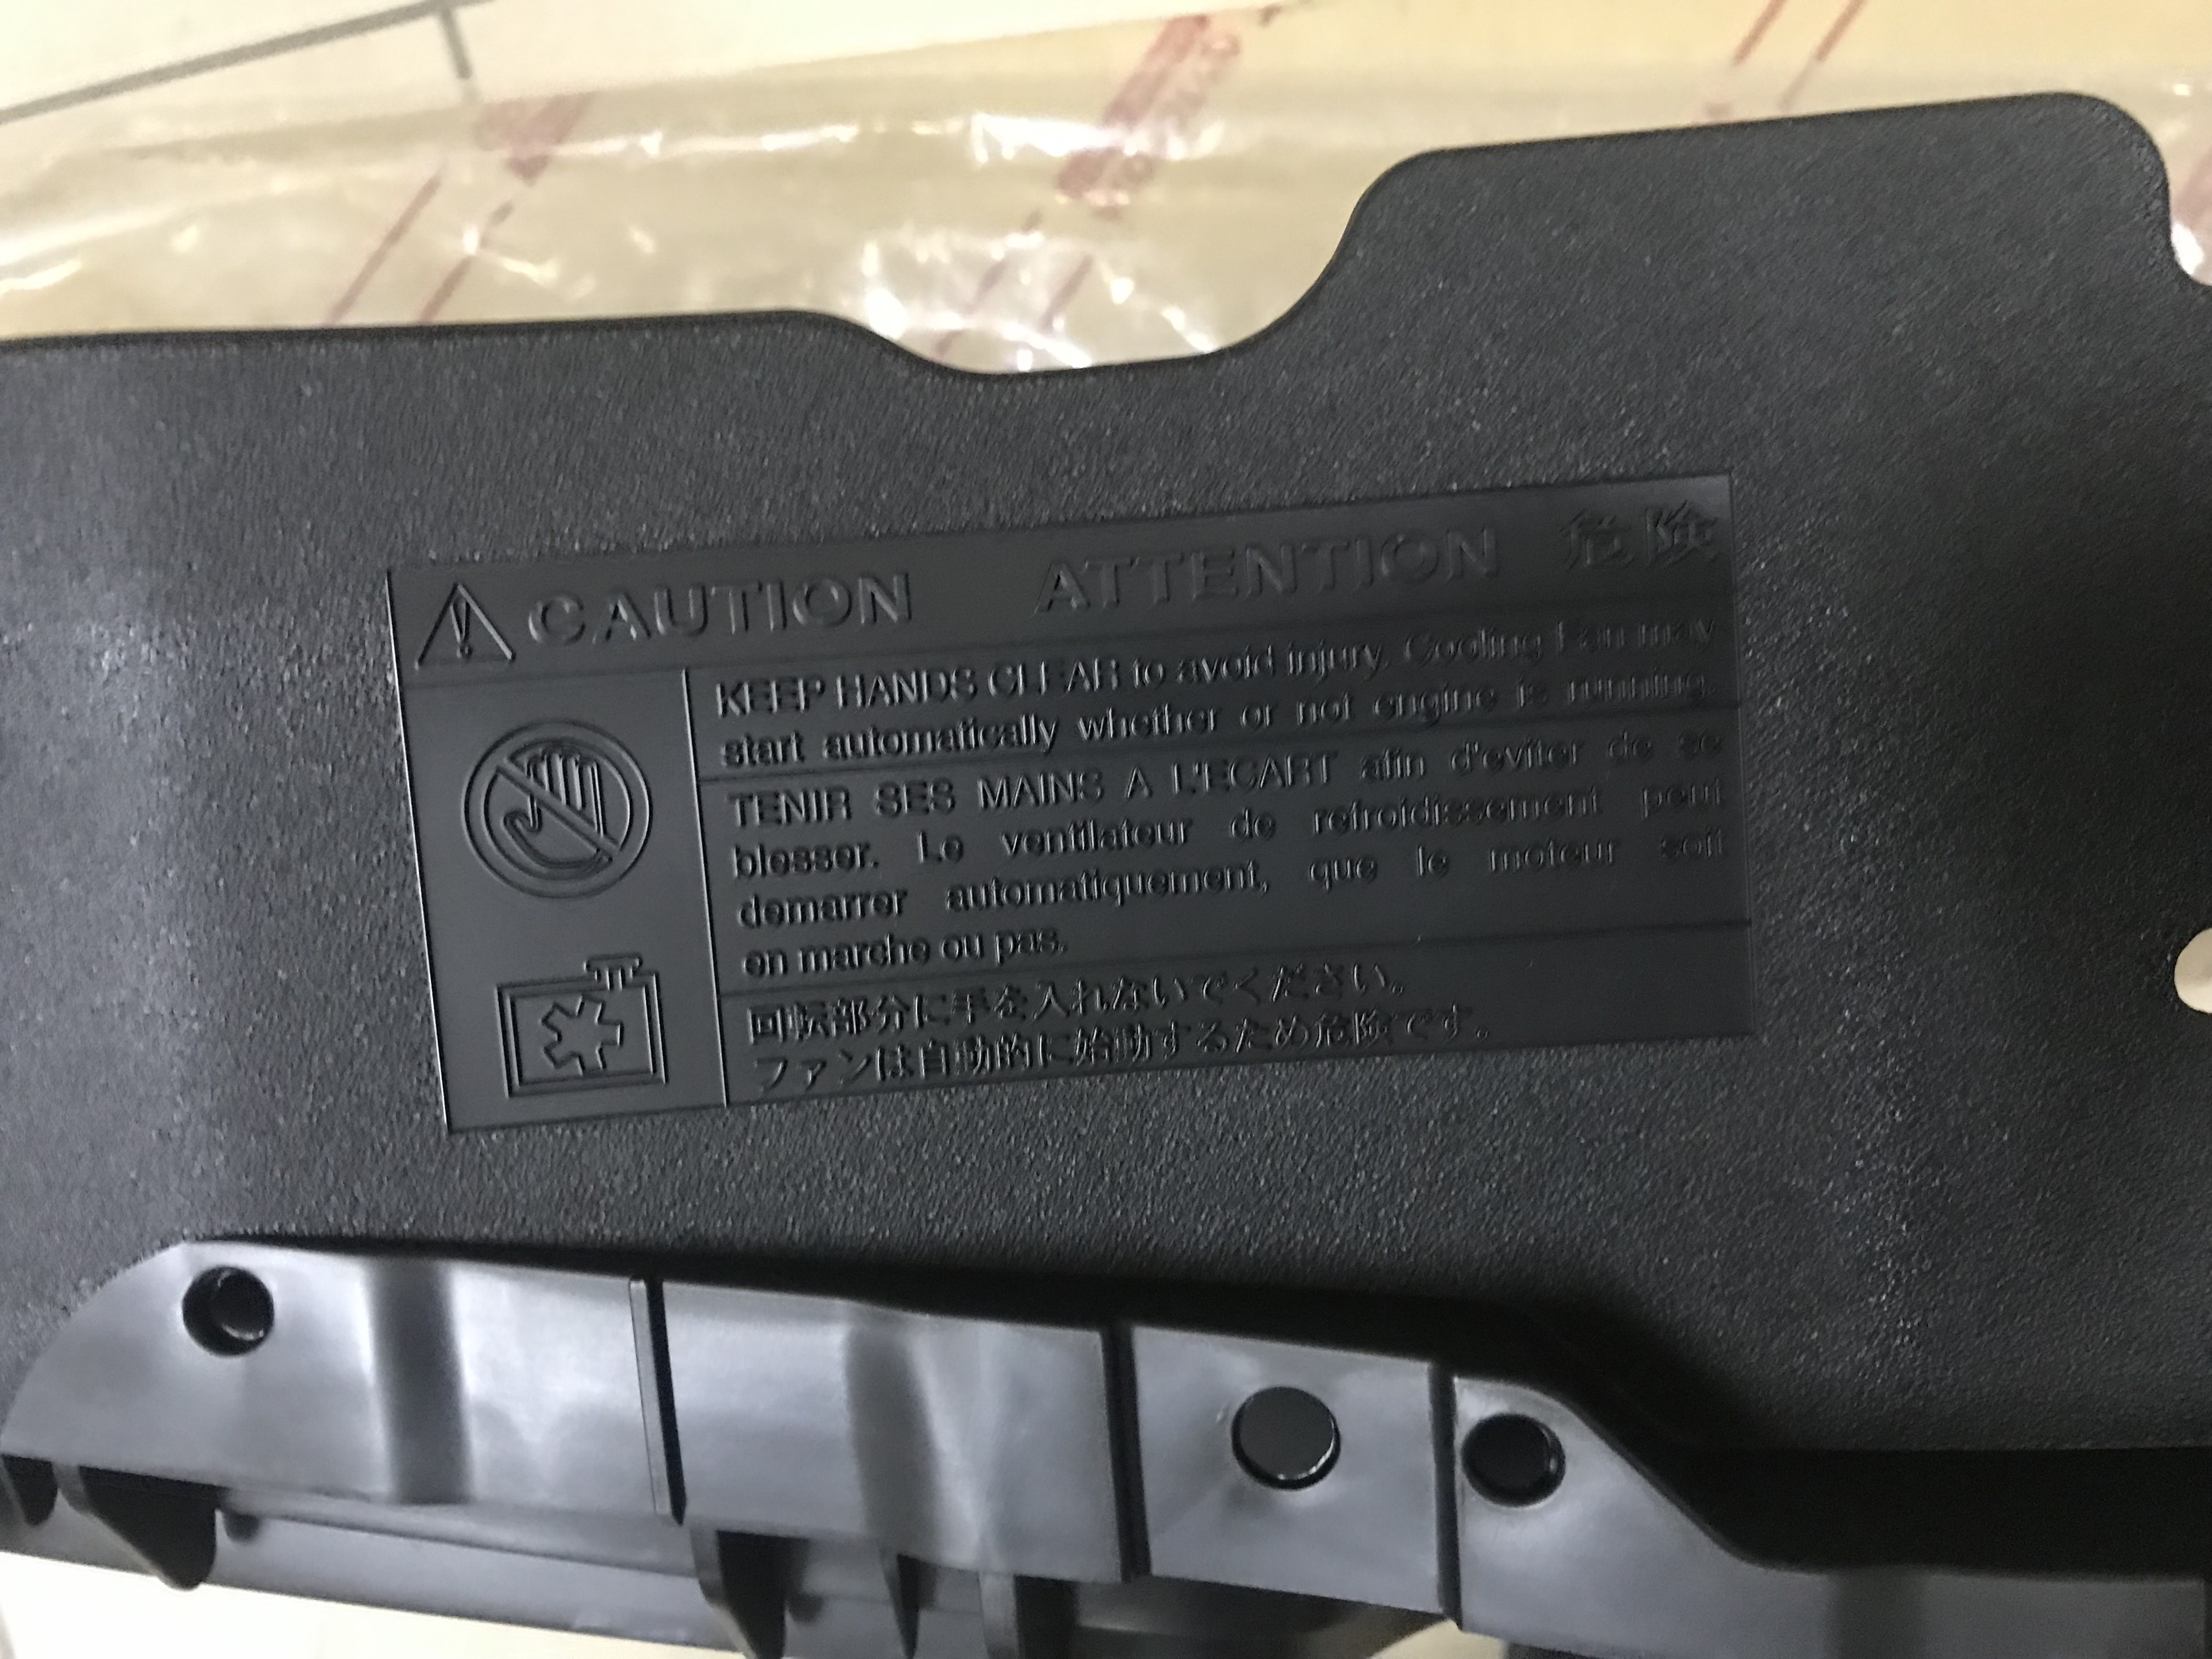 CAUTION ATTENTION 危険
KEEP HANDS CLEAR to avoid injury. Cooling Fan may
start automatically whether or not engine is running.
TENIR SES MAINS A L'ECART afin d'eviter de se
blesser. Le ventilateur de refroidissement peut
demarrer automatiquement, que le moteur soit
en marche ou pas.
回転部分に手を入れないでください。
ファンは自動的に始動するため危険です。